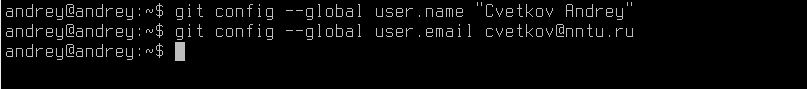 andrey@andrey:~$ git config --global user.name "Cvetkov Andrey"
andrey@andrey:~$ git config --global user.email cvetkov@nntu.ru
andrey@andrey:~$